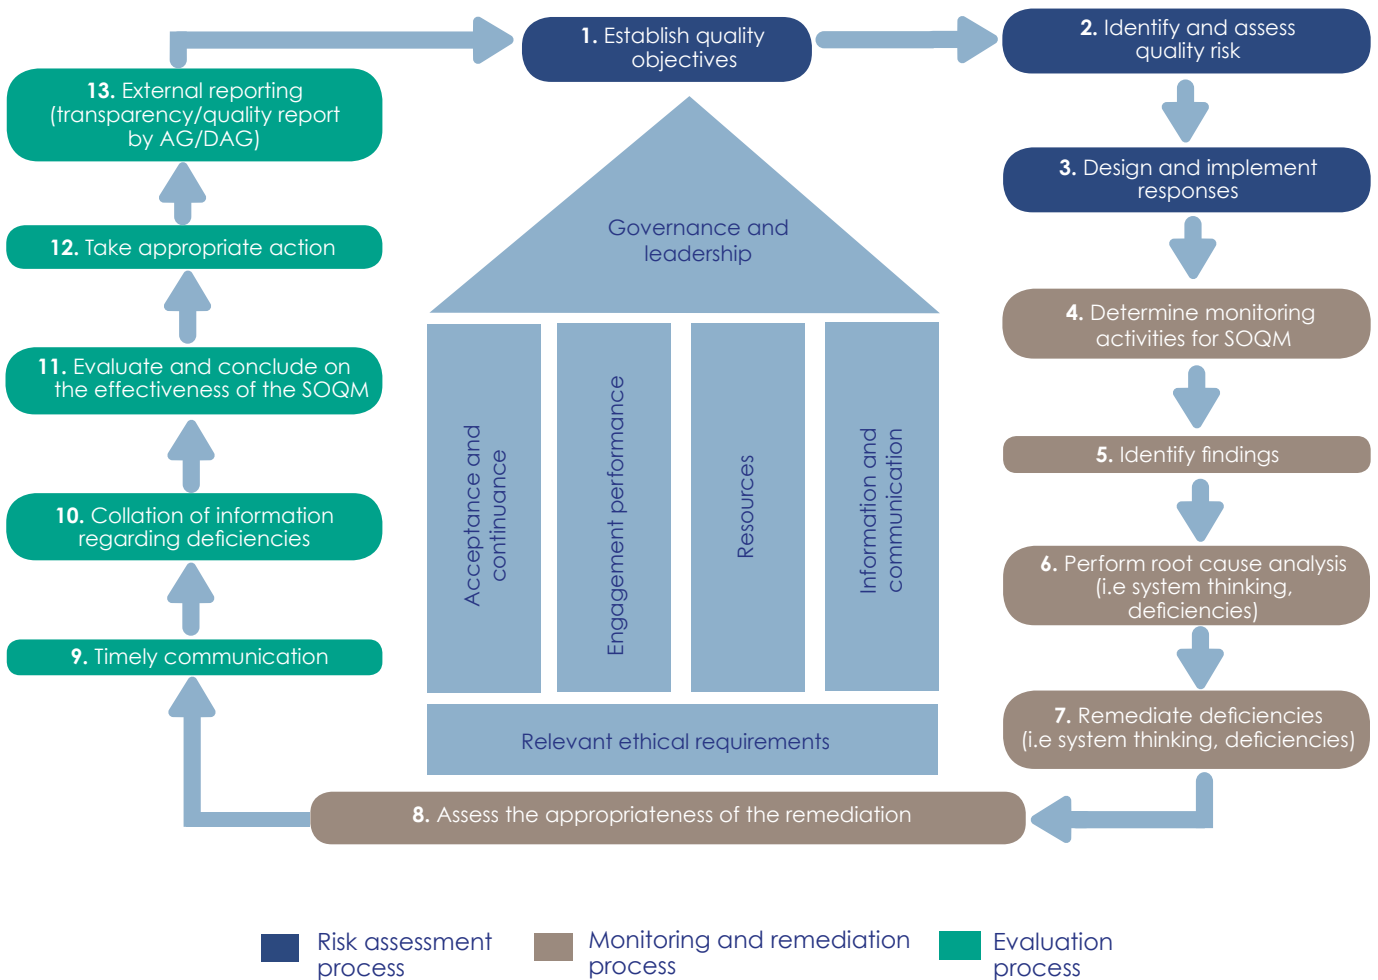 1. Establish quality
objectives
2. Identify and assess
quality risk
3. Design and implement
responses
4. Determine monitoring
activities for SOQM
5. Identify findings
6. Perform root cause analysis
(i.e system thinking,
deficiencies)
7. Remediate deficiencies
(i.e system thinking, deficiencies)
8. Assess the appropriateness of the remediation
9. Timely communication
10. Collation of information
regarding deficiencies
11. Evaluate and conclude on
the effectiveness of the SOQM
12. Take appropriate action
13. External reporting
(transparency/quality report
by AG/DAG)
Governance and
leadership
Acceptance and
continuance
Engagement performance
Resources
Information and
communication
Relevant ethical requirements
Risk assessment
process
Monitoring and remediation
process
Evaluation
process